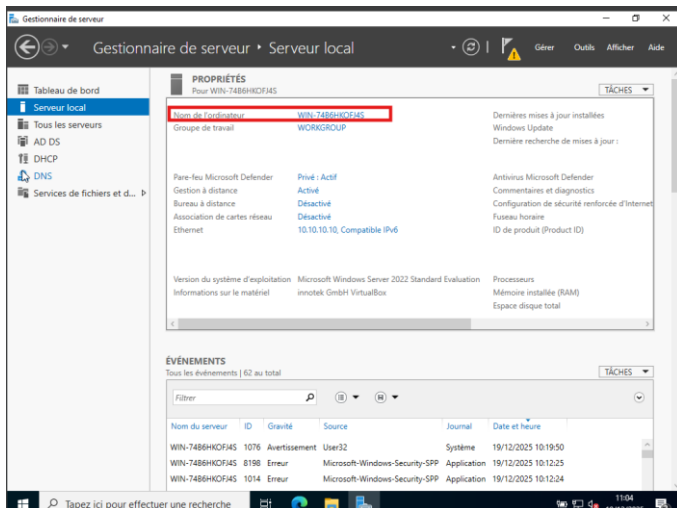 Gestionnaire de serveur
Gestionnaire de serveur ‣ Serveur local
Gérer Outils Afficher Aide
Tableau de bord
Serveur local
Tous les serveurs
AD DS
DHCP
DNS
Services de fichiers et d...
PROPRIÉTÉS
Pour WIN-74B6HKOFJ4S
TÂCHES
Nom de l'ordinateur WIN-74B6HKOFJ4S Dernières mises à jour installées
Groupe de travail WORKGROUP Windows Update
Dernière recherche de mises à jour :
Pare-feu Microsoft Defender Privé : Actif Antivirus Microsoft Defender
Gestion à distance Activé Commentaires et diagnostics
Bureau à distance Désactivé Configuration de sécurité renforcée d'Internet
Association de cartes réseau Désactivé Fuseau horaire
Ethernet 10.10.10.10, Compatible IPv6 ID de produit (Product ID)
Version du système d'exploitation Microsoft Windows Server 2022 Standard Evaluation Processeurs
Informations sur le matériel innotek GmbH VirtualBox Mémoire installée (RAM)
Espace disque total
ÉVÉNEMENTS
Tous les événements | 62 au total
TÂCHES
Filtrer
Nom du serveur ID Gravité Source Journal Date et heure
WIN-74B6HKOFJ4S 1076 Avertissement User32 Système 19/12/2025 10:19:50
WIN-74B6HKOFJ4S 8198 Erreur Microsoft-Windows-Security-SPP Application 19/12/2025 10:12:25
WIN-74B6HKOFJ4S 1014 Erreur Microsoft-Windows-Security-SPP Application 19/12/2025 10:12:24
Tapez ici pour effectuer une recherche
11:04